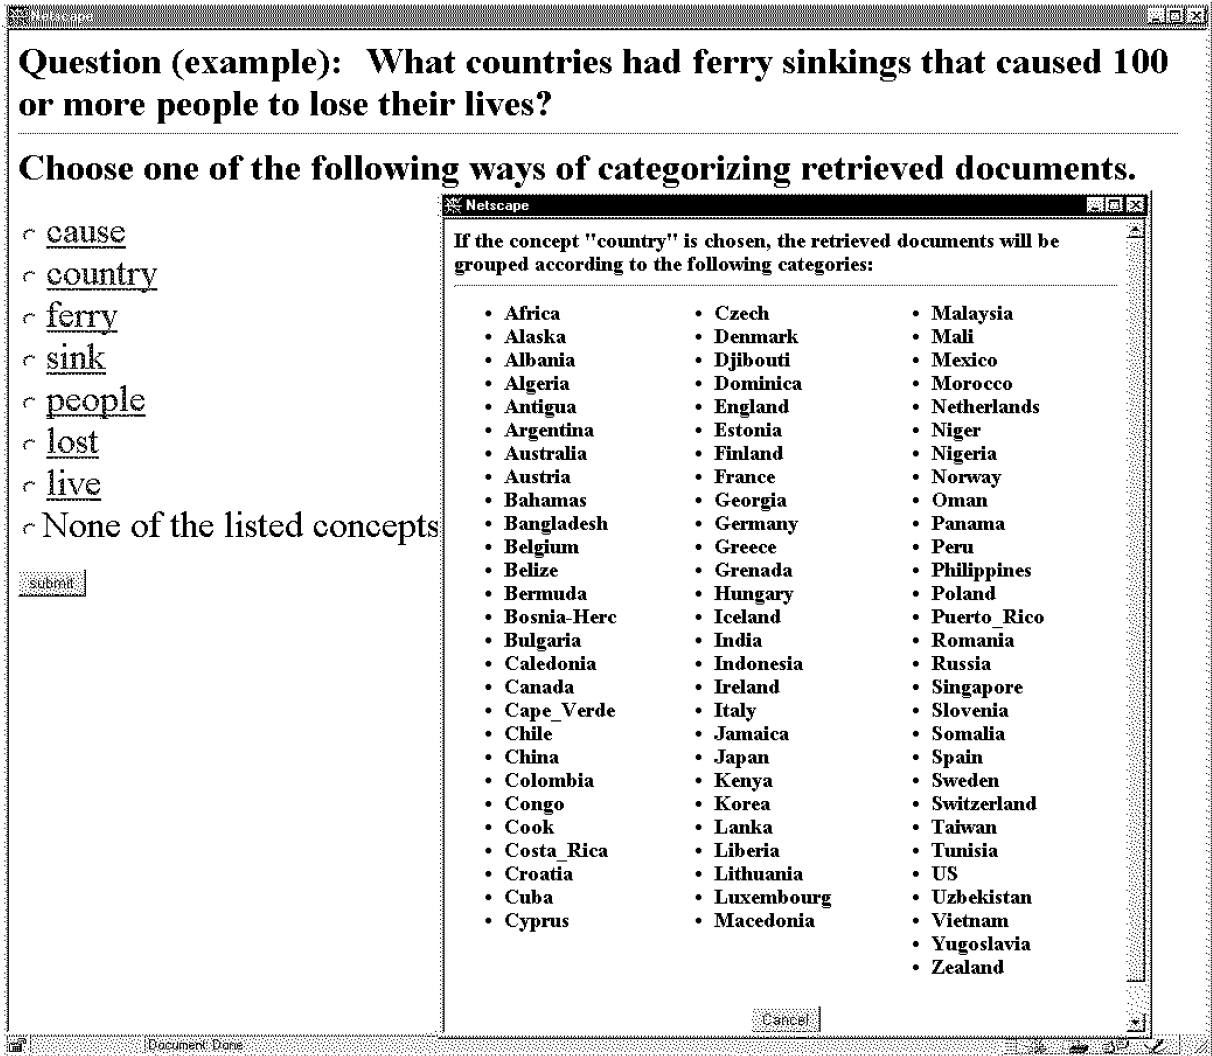 Netscape
Question (example):  What countries had ferry sinkings that caused 100
or more people to lose their lives?
Choose one of the following ways of categorizing retrieved documents.
cause
country
ferry
sink
people
lost
live
None of the listed concepts
submit
Netscape
If the concept "country" is chosen, the retrieved documents will be
grouped according to the following categories:
• Africa
• Alaska
• Albania
• Algeria
• Antigua
• Argentina
• Australia
• Austria
• Bahamas
• Bangladesh
• Belgium
• Belize
• Bermuda
• Bosnia-Herc
• Bulgaria
• Caledonia
• Canada
• Cape_Verde
• Chile
• China
• Colombia
• Congo
• Cook
• Costa_Rica
• Croatia
• Cuba
• Cyprus
• Czech
• Denmark
• Djibouti
• Dominica
• England
• Estonia
• Finland
• France
• Georgia
• Germany
• Greece
• Grenada
• Hungary
• Iceland
• India
• Indonesia
• Ireland
• Italy
• Jamaica
• Japan
• Kenya
• Korea
• Lanka
• Liberia
• Lithuania
• Luxembourg
• Macedonia
• Malaysia
• Mali
• Mexico
• Morocco
• Netherlands
• Niger
• Nigeria
• Norway
• Oman
• Panama
• Peru
• Philippines
• Poland
• Puerto_Rico
• Romania
• Russia
• Singapore
• Slovenia
• Somalia
• Spain
• Sweden
• Switzerland
• Taiwan
• Tunisia
• US
• Uzbekistan
• Vietnam
• Yugoslavia
• Zealand
Cancel
Document: Done